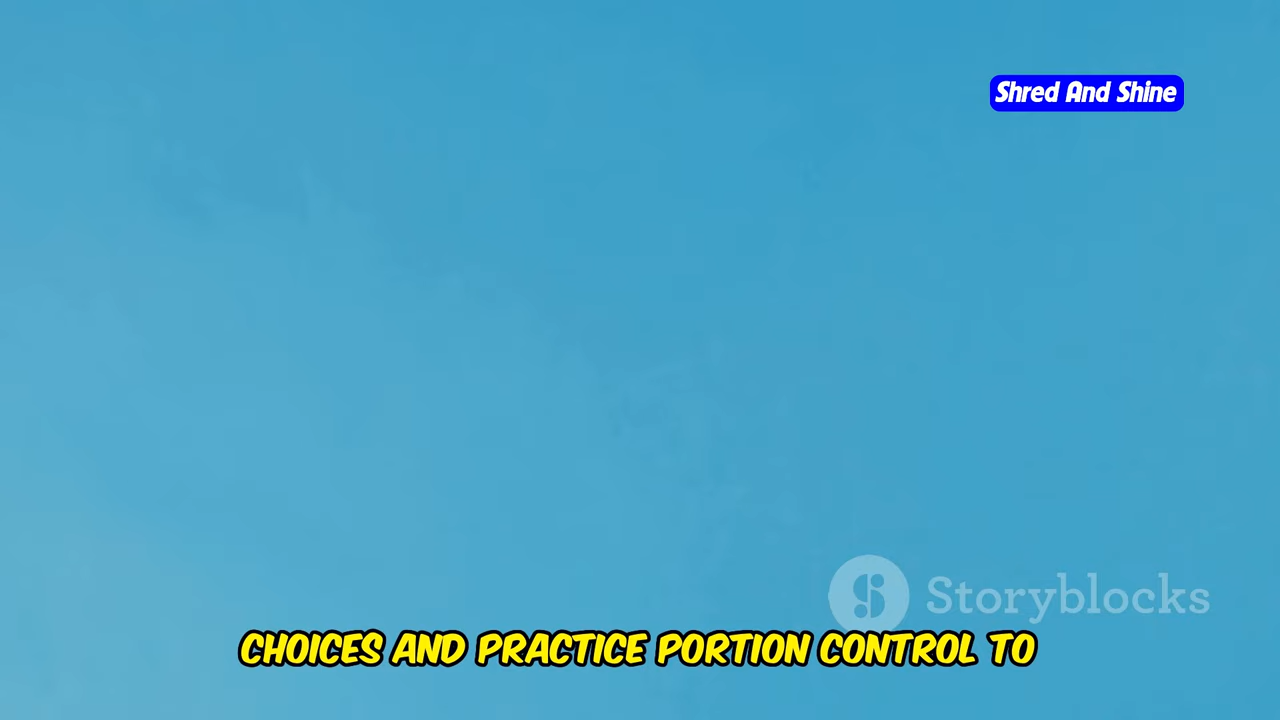 Shred And Shine
Storyblocks
CHOICES AND PRACTICE PORTION CONTROL TO